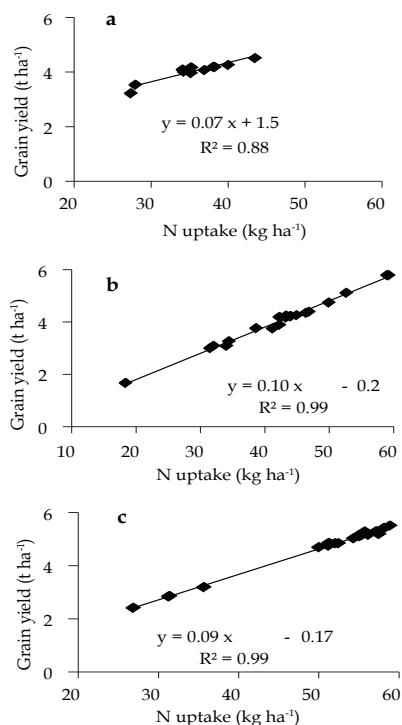 a
6
4
2
0
Grain yield (t ha⁻¹)
y = 0.07 x + 1.5
R² = 0.88
20 30 40 50 60
N uptake (kg ha⁻¹)
b
6
4
2
0
Grain yield (t ha⁻¹)
y = 0.10 x - 0.2
R² = 0.99
10 20 30 40 50 60
N uptake (kg ha⁻¹)
c
6
4
2
0
Grain yield (t ha⁻¹)
y = 0.09 x - 0.17
R² = 0.99
20 30 40 50 60
N uptake (kg ha⁻¹)